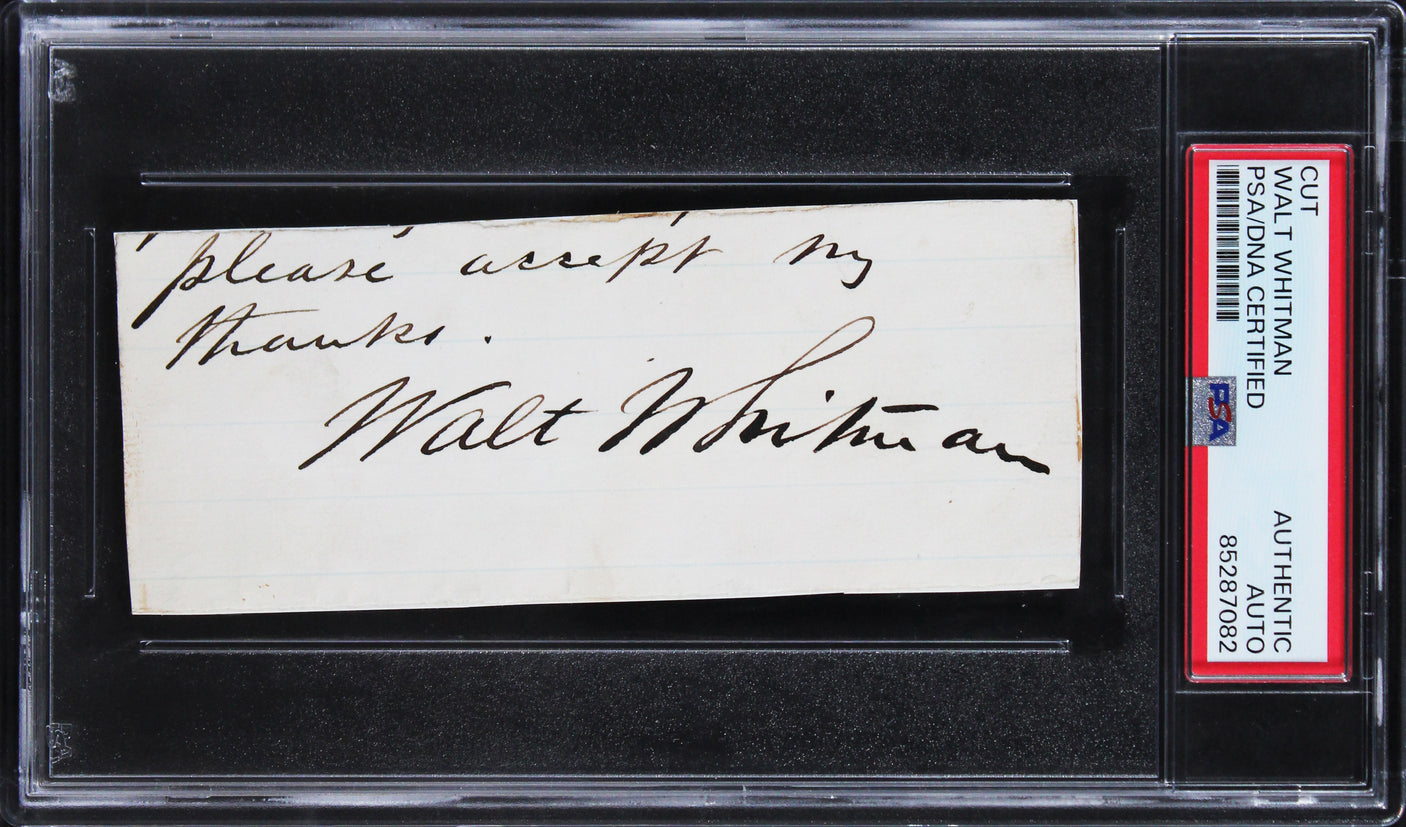 please accept my
thanks.
Walt Whitman
CUT
WALT WHITMAN
PSA/DNA CERTIFIED
PSA
AUTHENTIC
AUTO
85287082